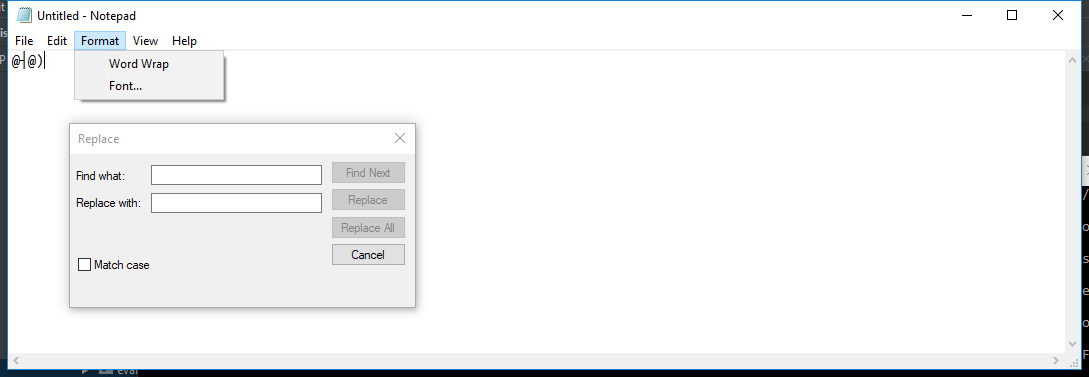 Untitled - Notepad
File Edit Format View Help
@-|@)
Word Wrap
Font...
Replace
Find what:
Find Next
Replace with:
Replace
Replace All
Cancel
Match case
eval